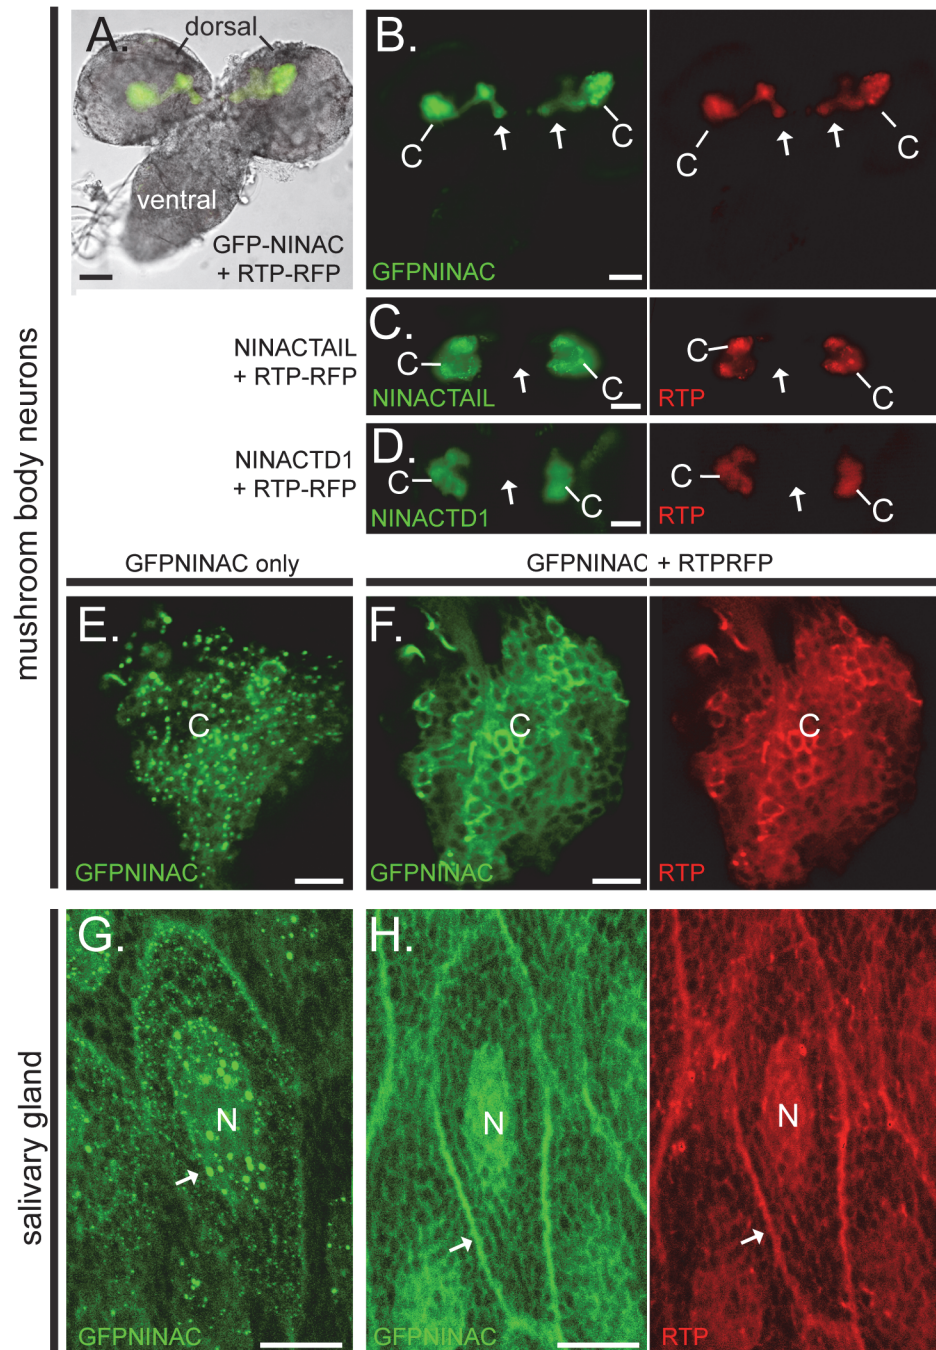 A.
dorsal
ventral
GFP-NINAC
+ RTP-RFP
B.
C
C
GFPNINAC
C
C
NINACTAIL
+ RTP-RFP
C.
C
C
NINACTAIL
C
C
RTP
NINACTD1
+ RTP-RFP
D.
C
C
NINACTD1
C
C
RTP
mushroom body neurons
GFPNINAC only
GFPNINAC + RTPRFP
E.
C
GFPNINAC
F.
C
GFPNINAC
C
RTP
salivary gland
G.
N
GFPNINAC
H.
N
GFPNINAC
N
RTP